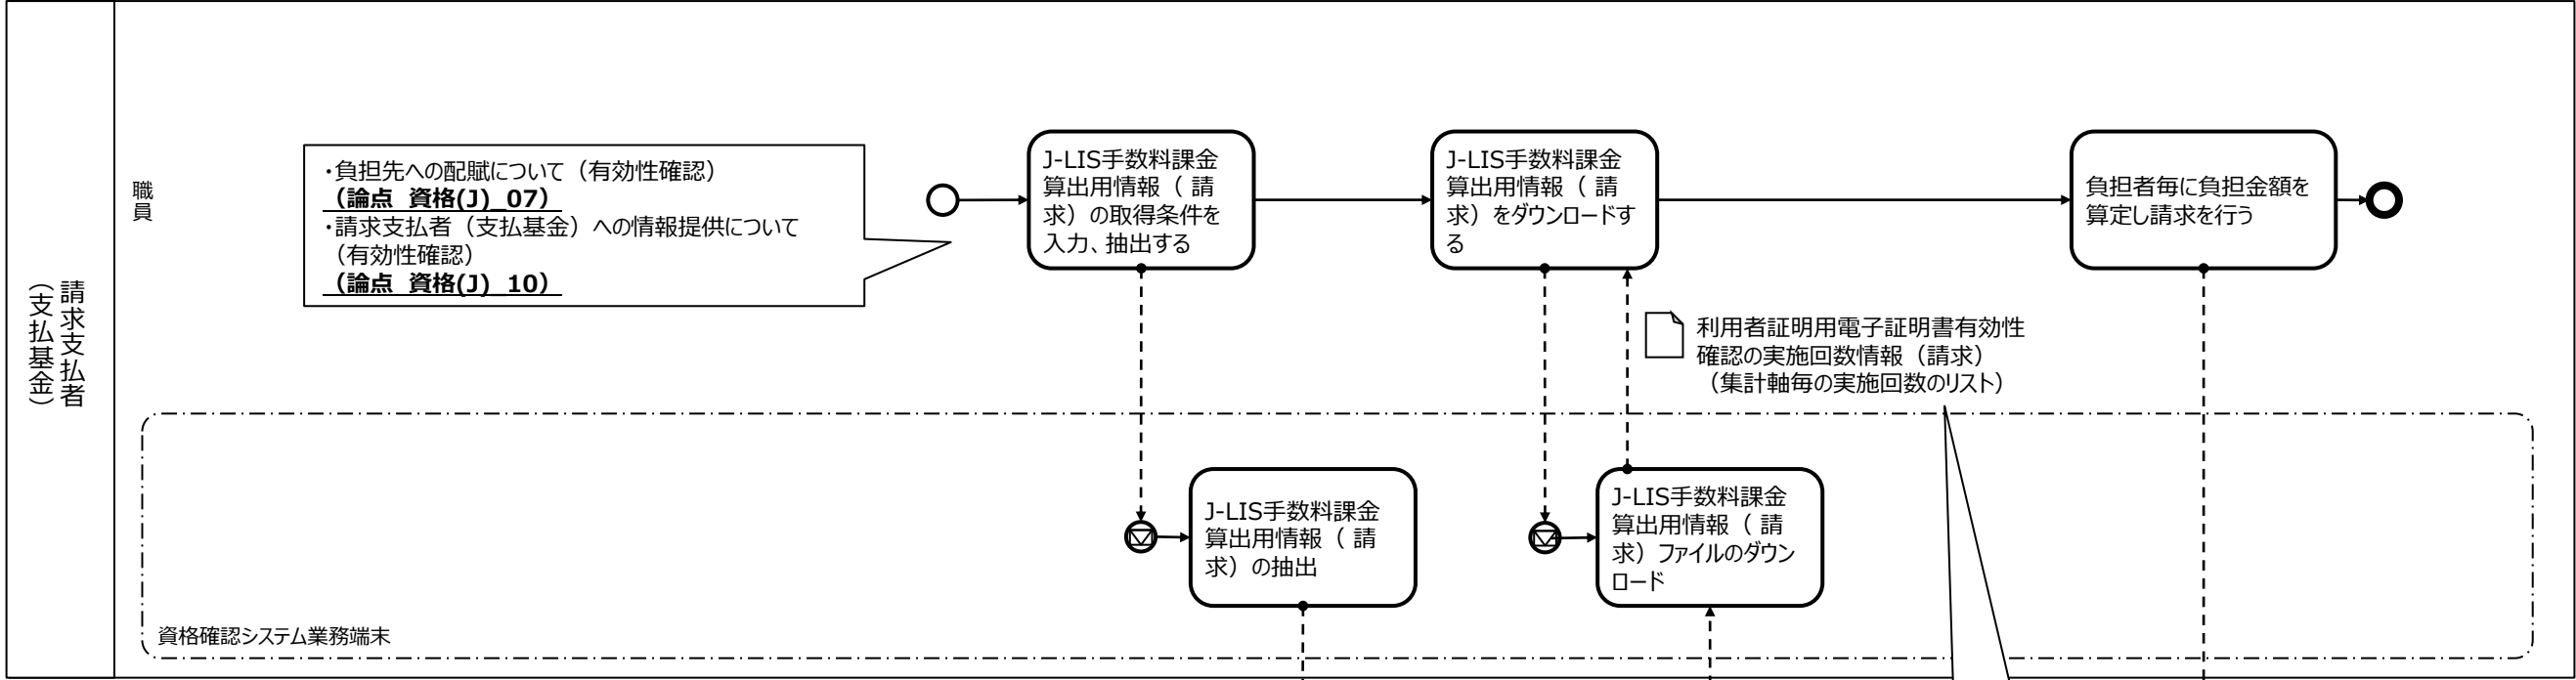 請求支払者
（支払基金）
職員
・負担先への配賦について（有効性確認）
（論点　資格(J)_07）
・請求支払者（支払基金）への情報提供について
（有効性確認）
（論点　資格(J)_10）
J-LIS手数料課金
算出用情報（ 請
求）の取得条件を
入力、抽出する
J-LIS手数料課金
算出用情報（ 請
求）をダウンロードす
る
負担者毎に負担金額を
算定し請求を行う
利用者証明用電子証明書有効性
確認の実施回数情報（請求）
（集計軸毎の実施回数のリスト）
J-LIS手数料課金
算出用情報（ 請
求）の抽出
J-LIS手数料課金
算出用情報（ 請
求）ファイルのダウン
ロード
資格確認システム業務端末